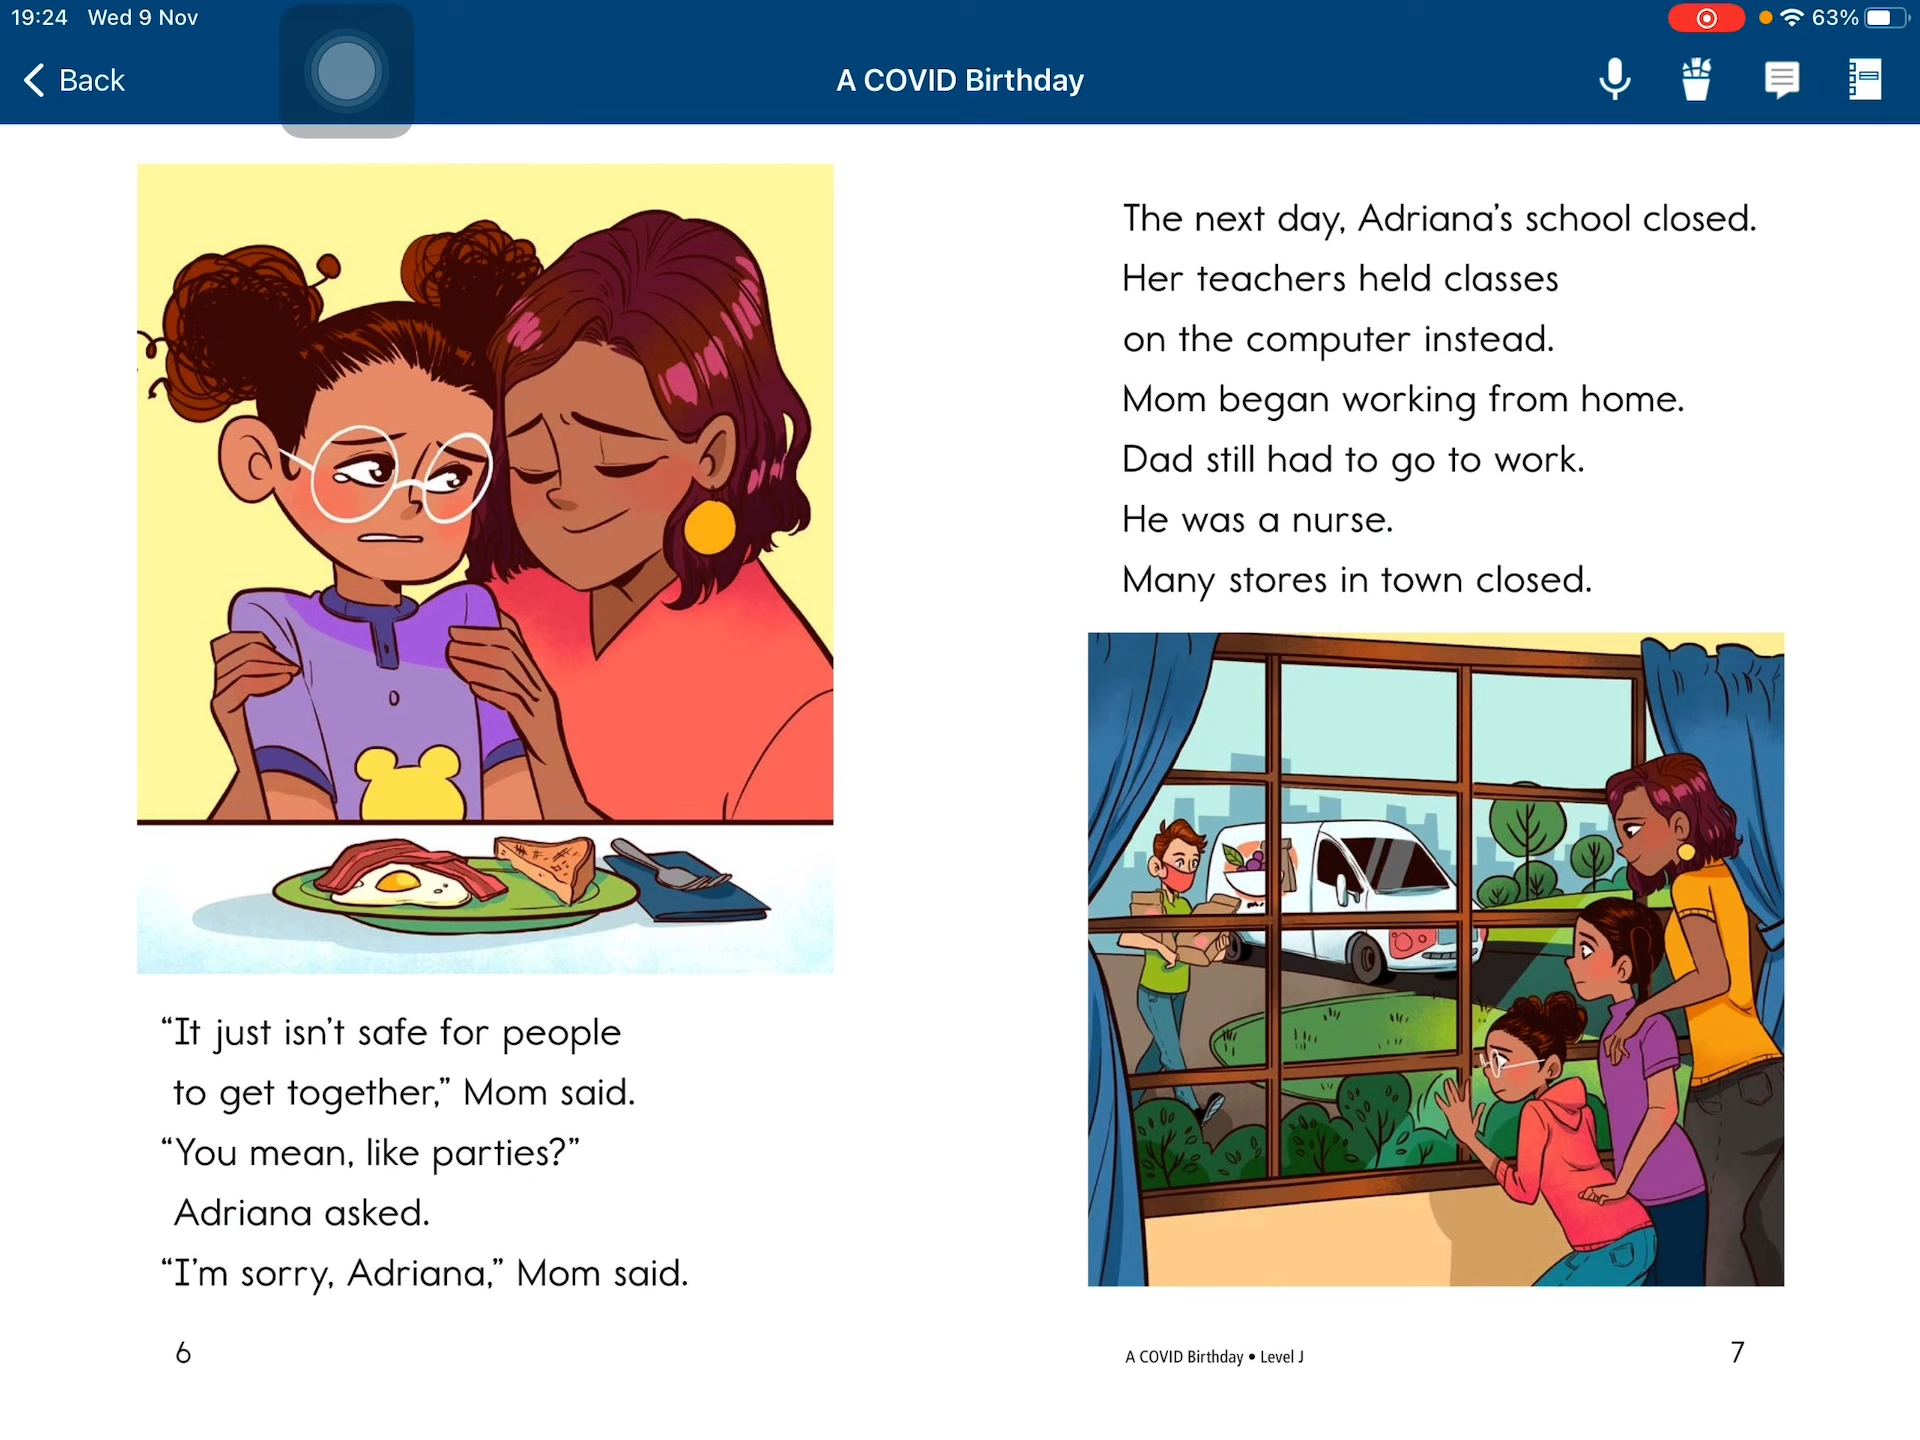 19:24 Wed 9 Nov
63%
Back
A COVID Birthday
“It just isn’t safe for people
to get together,” Mom said.
“You mean, like parties?”
Adriana asked.
“I’m sorry, Adriana,” Mom said.
6
The next day, Adriana’s school closed.
Her teachers held classes
on the computer instead.
Mom began working from home.
Dad still had to go to work.
He was a nurse.
Many stores in town closed.
A COVID Birthday • Level J
7